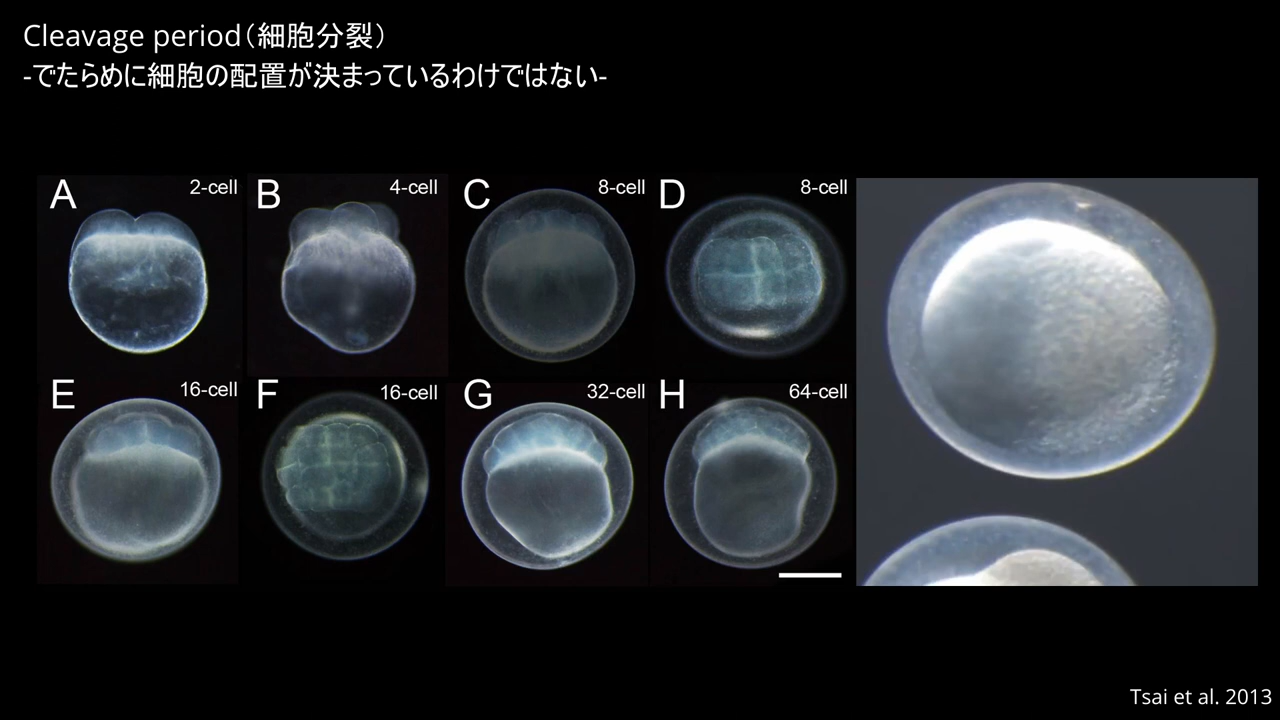 Cleavage period（細胞分裂）
-でたらめに細胞の配置が決まっているわけではない-
A 2-cell
B 4-cell
C 8-cell
D 8-cell
E 16-cell
F 16-cell
G 32-cell
H 64-cell
Tsai et al. 2013